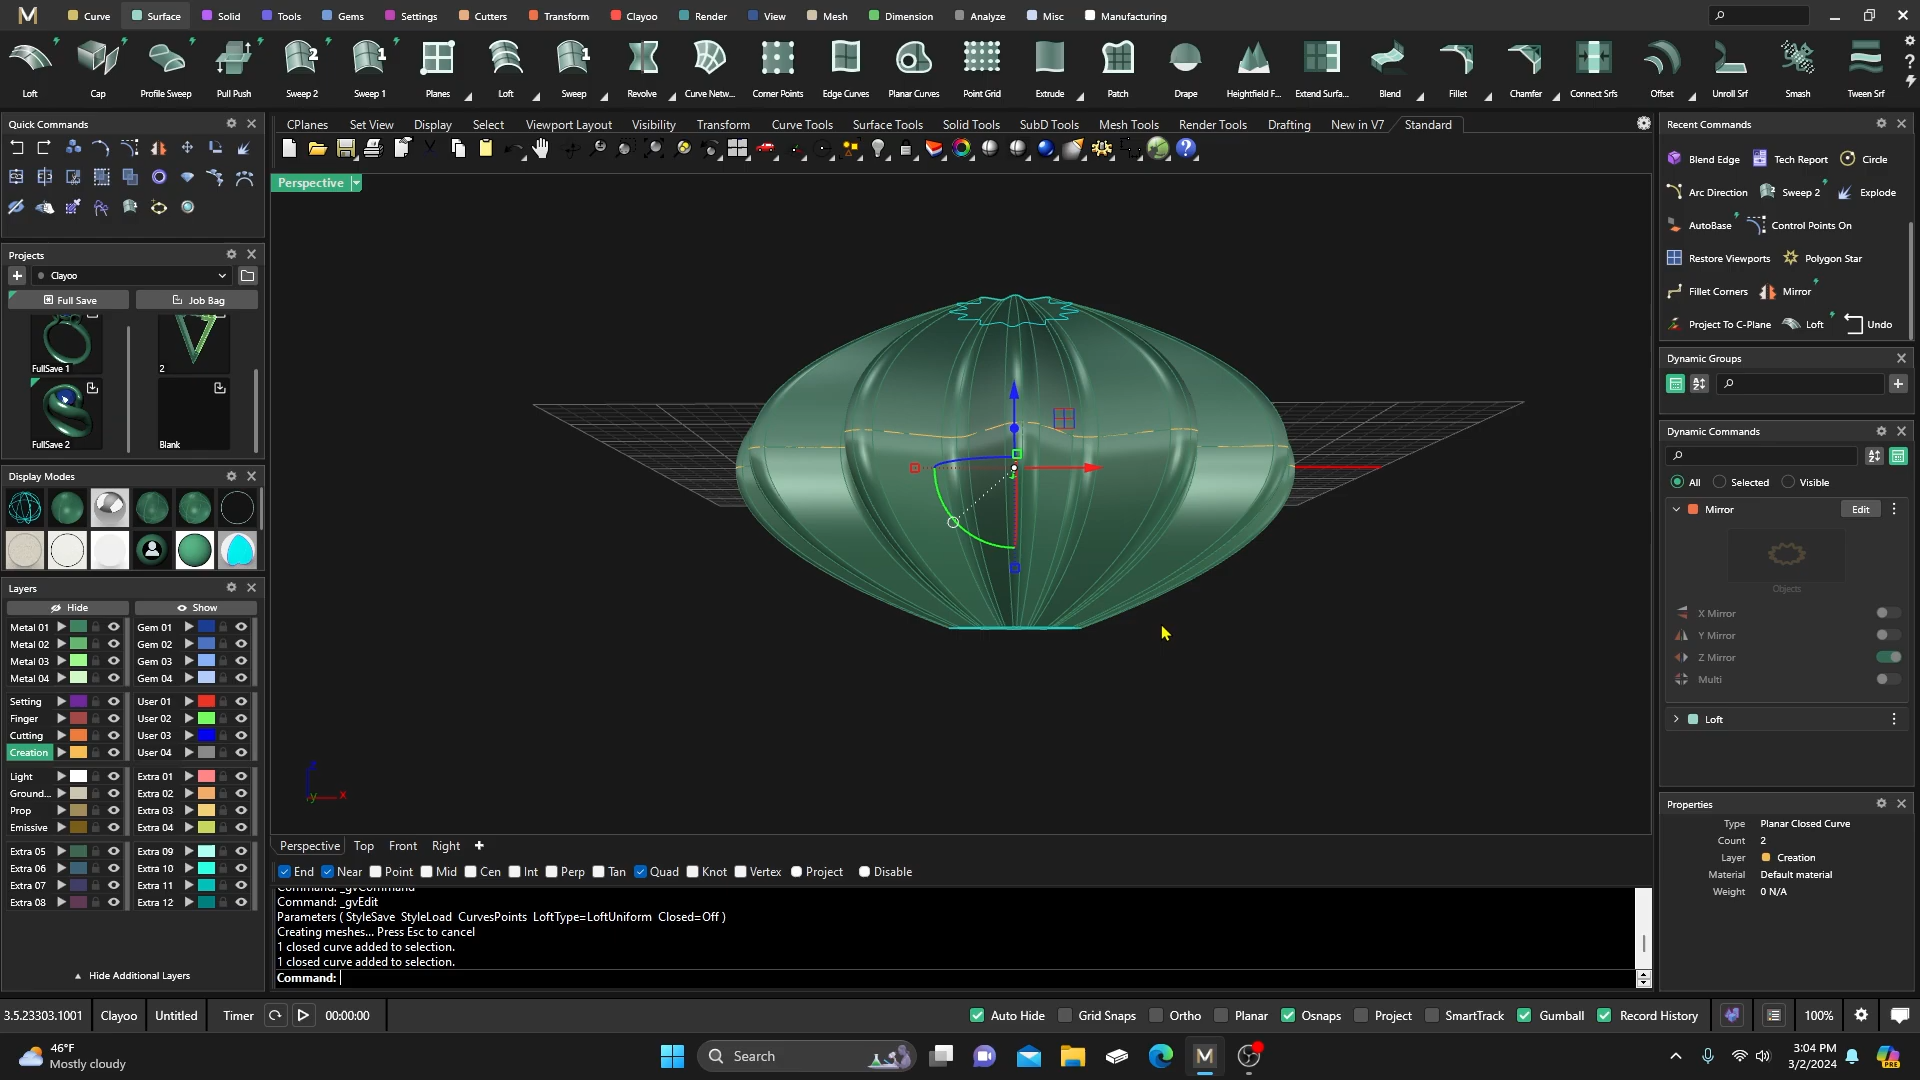 Curve Surface Solid Tools Gems Settings Cutters Transform Clayoo Render View Mesh Dimension Analyze Misc Manufacturing
Loft Cap Profile Sweep Pull Push Sweep 2 Sweep 1 Planes Loft Sweep Revolve Curve Netw... Corner Points Edge Curves Planar Curves Point Grid Extrude Patch Drape Heightfield F... Extend Surfa... Blend Fillet Chamfer Connect Srfs Offset Unroll Srf Smash Tween Srf
Quick Commands
CPlanes Set View Display Select Viewport Layout Visibility Transform Curve Tools Surface Tools Solid Tools SubD Tools Mesh Tools Render Tools Drafting New in V7 Standard
Recent Commands
Blend Edge Tech Report Circle
Arc Direction Sweep 2 Explode
AutoBase Control Points On
Restore Viewports Polygon Star
Fillet Corners Mirror
Project To C-Plane Loft Undo
Perspective
Projects
Clayoo
Full Save Job Bag
FullSave 1 2
FullSave 2 Blank
Display Modes
Layers
Hide Show
Metal 01 Gem 01
Metal 02 Gem 02
Metal 03 Gem 03
Metal 04 Gem 04
Setting User 01
Finger User 02
Cutting User 03
Creation User 04
Light Extra 01
Ground... Extra 02
Prop Extra 03
Emissive Extra 04
Extra 05 Extra 09
Extra 06 Extra 10
Extra 07 Extra 11
Extra 08 Extra 12
Hide Additional Layers
Dynamic Groups
Dynamic Commands
All Selected Visible
Mirror Edit
Objects
X Mirror
Y Mirror
Z Mirror
Multi
Loft
Properties
Type Planar Closed Curve
Count 2
Layer Creation
Material Default material
Weight 0 N/A
z
y x
Perspective Top Front Right
End Near Point Mid Cen Int Perp Tan Quad Knot Vertex Project Disable
Command: _gvCommand
Command: _gvEdit
Parameters ( StyleSave StyleLoad CurvesPoints LoftType=LoftUniform Closed=Off )
Creating meshes... Press Esc to cancel
1 closed curve added to selection.
1 closed curve added to selection.
Command:
3.5.23303.1001 Clayoo Untitled Timer 00:00:00 Auto Hide Grid Snaps Ortho Planar Osnaps Project SmartTrack Gumball Record History 100%
46°F
Mostly cloudy
Search
3:04 PM
3/2/2024